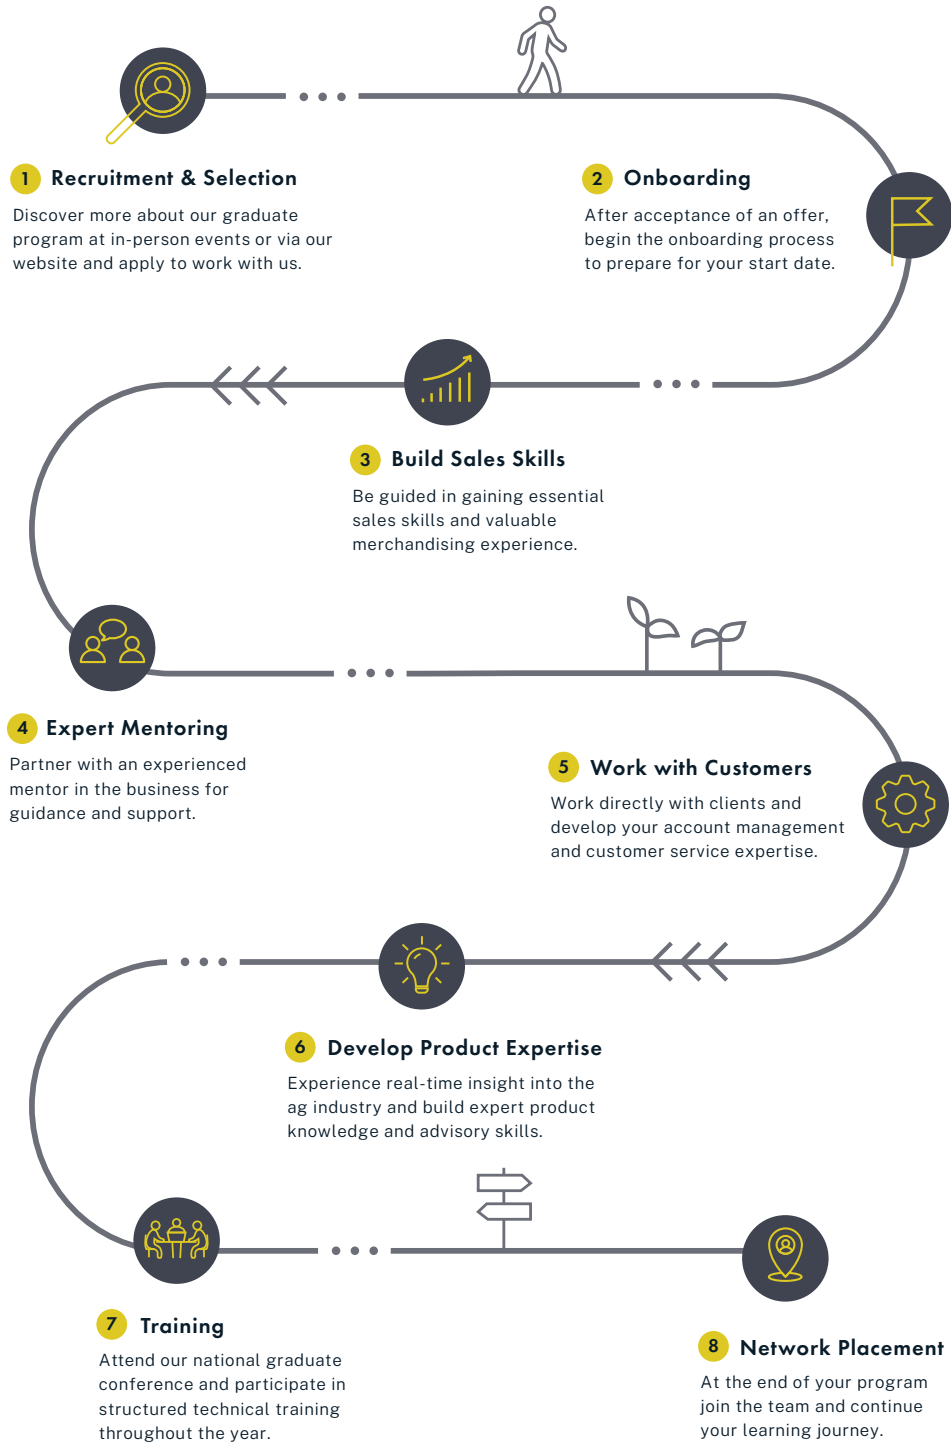 1 Recruitment & Selection
Discover more about our graduate
program at in-person events or via our
website and apply to work with us.
2 Onboarding
After acceptance of an offer,
begin the onboarding process
to prepare for your start date.
3 Build Sales Skills
Be guided in gaining essential
sales skills and valuable
merchandising experience.
4 Expert Mentoring
Partner with an experienced
mentor in the business for
guidance and support.
5 Work with Customers
Work directly with clients and
develop your account management
and customer service expertise.
6 Develop Product Expertise
Experience real-time insight into the
ag industry and build expert product
knowledge and advisory skills.
7 Training
Attend our national graduate
conference and participate in
structured technical training
throughout the year.
8 Network Placement
At the end of your program
join the team and continue
your learning journey.